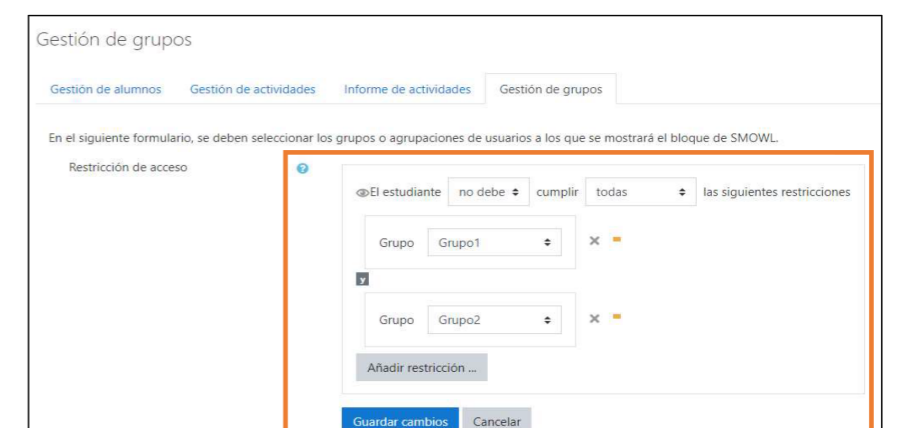 Gestión de grupos
Gestión de alumnos Gestión de actividades Informe de actividades Gestión de grupos
En el siguiente formulario, se deben seleccionar los grupos o agrupaciones de usuarios a los que se mostrará el bloque de SMOWL.
Restricción de acceso
El estudiante no debe cumplir todas las siguientes restricciones
Grupo Grupo1
y
Grupo Grupo2
Añadir restricción ...
Guardar cambios Cancelar